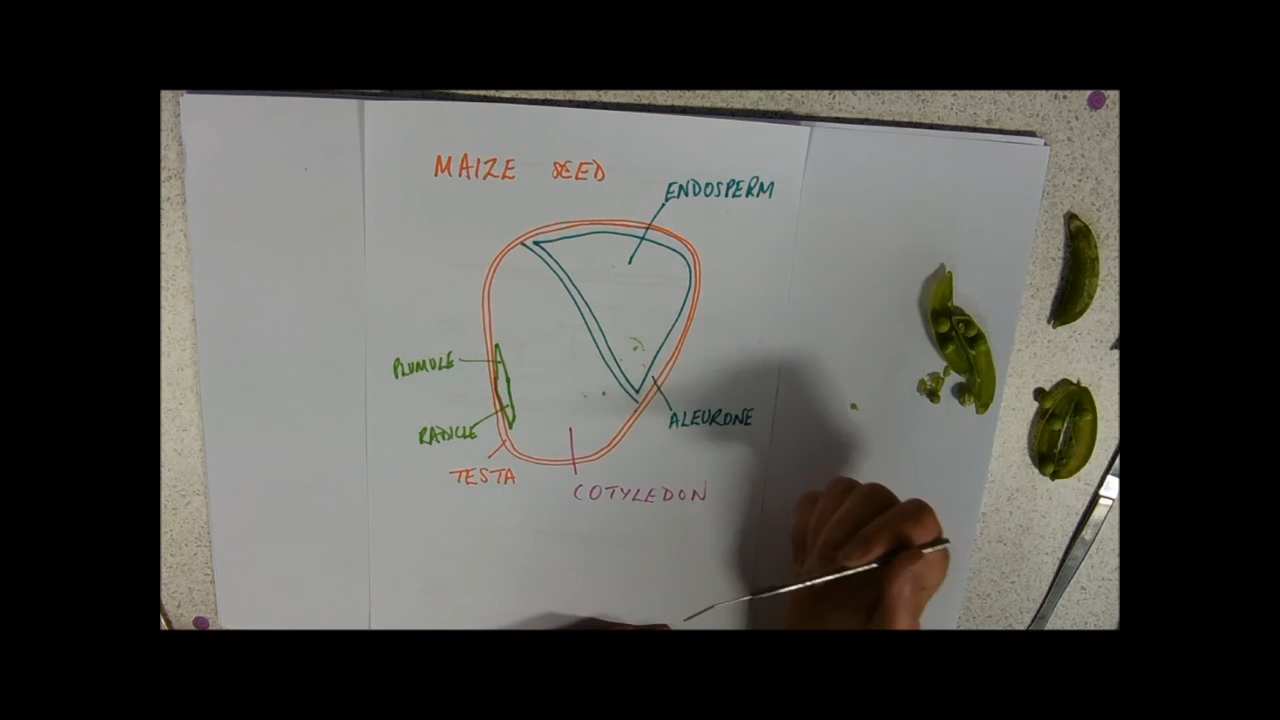 MAIZE SEED
ENDOSPERM
PLUMULE
ALEURONE
RADICLE
TESTA
COTYLEDON